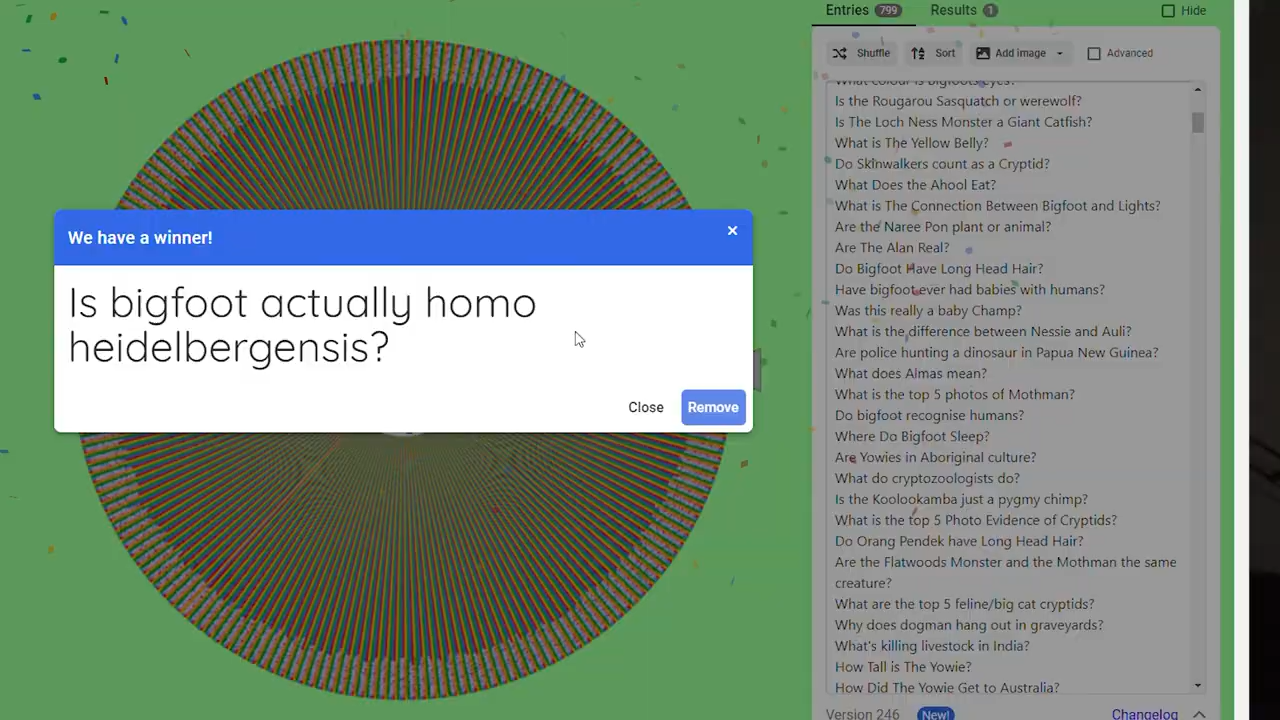 Entries 799 Results 1 Hide
Shuffle Sort Add image Advanced
What colour is bigfoots eyes?
Is the Rougarou Sasquatch or werewolf?
Is The Loch Ness Monster a Giant Catfish?
What is The Yellow Belly?
Do Skinwalkers count as a Cryptid?
What Does the Ahool Eat?
What is The Connection Between Bigfoot and Lights?
Are the Naree Pon plant or animal?
Are The Alan Real?
Do Bigfoot Have Long Head Hair?
Have bigfoot ever had babies with humans?
Was this really a baby Champ?
What is the difference between Nessie and Auli?
Are police hunting a dinosaur in Papua New Guinea?
What does Almas mean?
What is the top 5 photos of Mothman?
Do bigfoot recognise humans?
Where Do Bigfoot Sleep?
Are Yowies in Aboriginal culture?
What do cryptozoologists do?
Is the Koolookamba just a pygmy chimp?
What is the top 5 Photo Evidence of Cryptids?
Do Orang Pendek have Long Head Hair?
Are the Flatwoods Monster and the Mothman the same
creature?
What are the top 5 feline/big cat cryptids?
Why does dogman hang out in graveyards?
What's killing livestock in India?
How Tall is The Yowie?
How Did The Yowie Get to Australia?
Version 246 New! Changelog
We have a winner!
Is bigfoot actually homo
heidelbergensis?
Close Remove